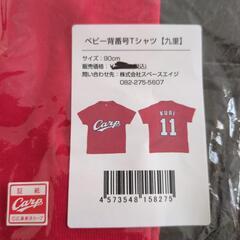 ベビー背番号Tシャツ【九里】
サイズ：90cm
販売価格：
問い合わせ先：株式会社スペースエイジ
082-275-5607
Carp
KURI
11
4 573548 158275
証紙
Carp